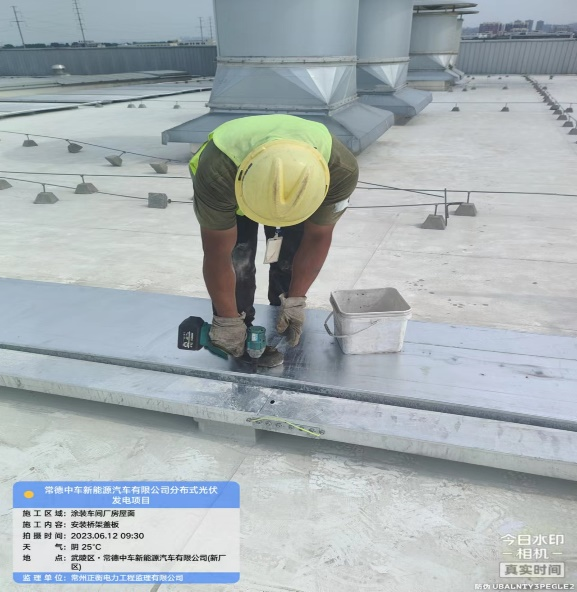 常德中车新能源汽车有限公司分布式光伏
发电项目
施工区域：涂装车间厂房屋面
施工内容：安装桥架盖板
拍摄时间：2023.06.12 09:30
天气：阴 25℃
地点：武陵区·常德中车新能源汽车有限公司(新厂
区)
监理单位：常州正衡电力工程监理有限公司
今日水印
-相机-
真实时间
防伪 UBALNTY3PEGLE2